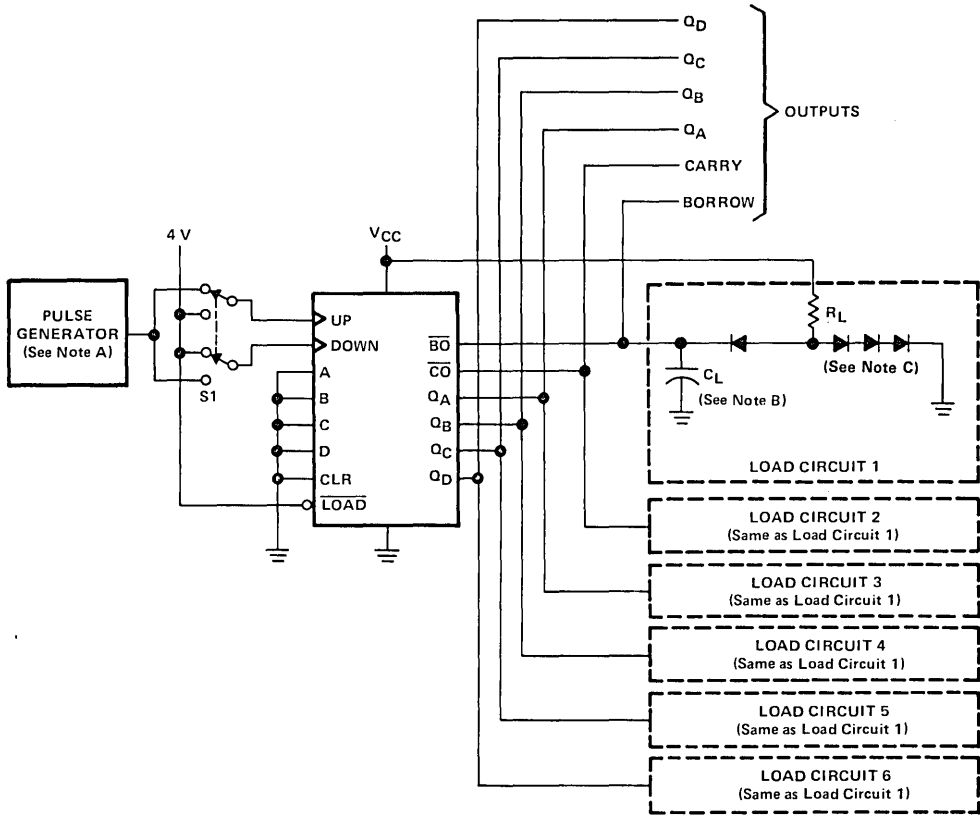 QD
QC
QB
QA
CARRY
BORROW
OUTPUTS
4 V
VCC
PULSE
GENERATOR
(See Note A)
S1
UP
DOWN
A
B
C
D
CLR
LOAD
BO
CO
QA
QB
QC
QD
RL
CL
(See Note B)
(See Note C)
LOAD CIRCUIT 1
LOAD CIRCUIT 2
(Same as Load Circuit 1)
LOAD CIRCUIT 3
(Same as Load Circuit 1)
LOAD CIRCUIT 4
(Same as Load Circuit 1)
LOAD CIRCUIT 5
(Same as Load Circuit 1)
LOAD CIRCUIT 6
(Same as Load Circuit 1)